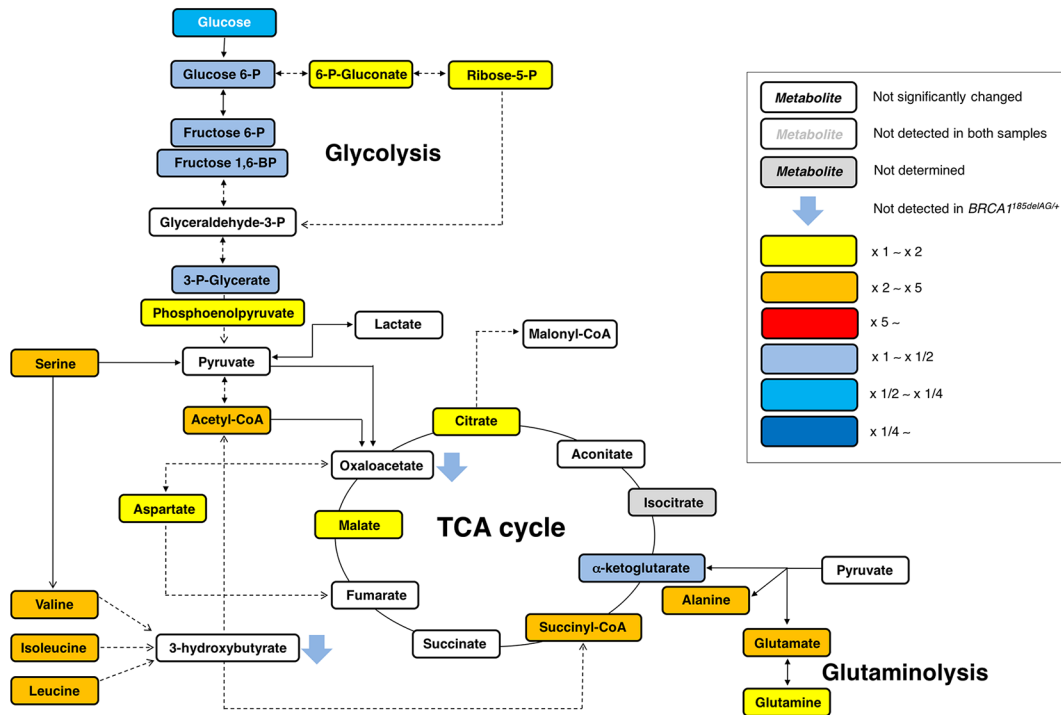 Glucose
Glucose 6-P
6-P-Gluconate
Ribose-5-P
Fructose 6-P
Fructose 1,6-BP
Glycolysis
Glyceraldehyde-3-P
3-P-Glycerate
Phosphoenolpyruvate
Lactate
Malonyl-CoA
Serine
Pyruvate
Acetyl-CoA
Citrate
Oxaloacetate
Aconitate
Aspartate
Isocitrate
Malate
TCA cycle
α-ketoglutarate
Pyruvate
Alanine
Fumarate
Valine
Succinyl-CoA
Isoleucine
3-hydroxybutyrate
Succinate
Glutamate
Leucine
Glutaminolysis
Glutamine
Metabolite Not significantly changed
Metabolite Not detected in both samples
Metabolite Not determined
Not detected in BRCA1185delAG/+
x 1 ~ x 2
x 2 ~ x 5
x 5 ~
x 1 ~ x 1/2
x 1/2 ~ x 1/4
x 1/4 ~